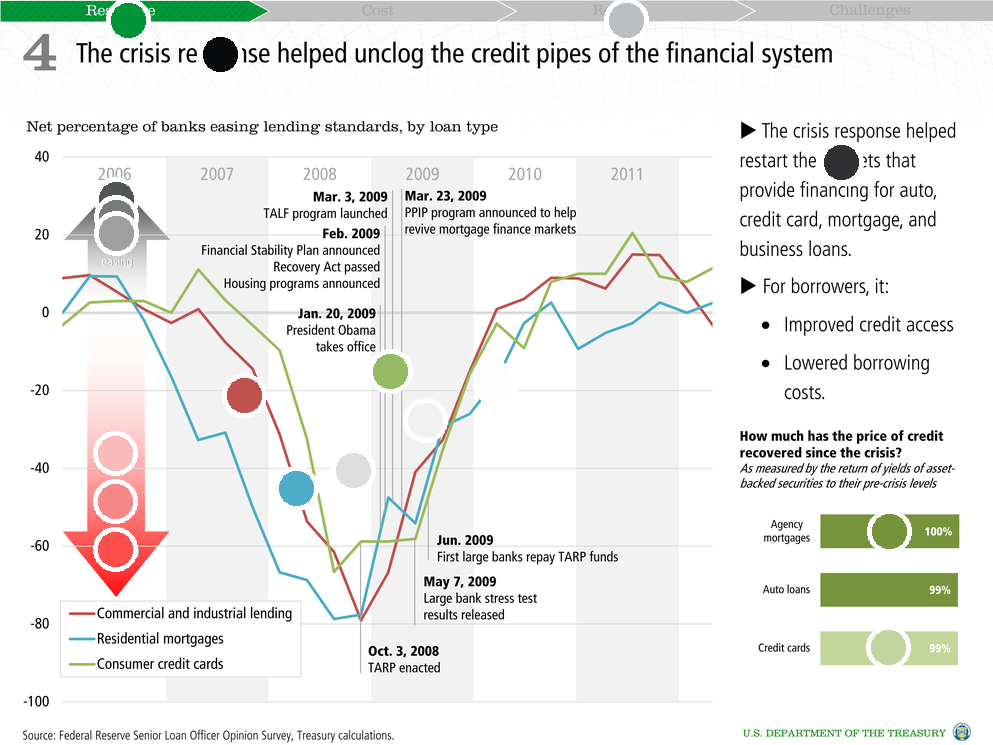 Cost
Challenges
4 The crisis helped unclog the credit pipes of the financial system
Net percentage of banks easing lending standards, by loan type
40
20
0
-20
-40
-60
-80
-100
2006 2007 2008 2009 2010 2011
easing
Mar. 3, 2009
TALF program launched
Feb. 2009
Financial Stability Plan announced
Recovery Act passed
Housing programs announced
Jan. 20, 2009
President Obama
takes office
Mar. 23, 2009
PPIP program announced to help
revive mortgage finance markets
Jun. 2009
First large banks repay TARP funds
May 7, 2009
Large bank stress test
results released
Oct. 3, 2008
TARP enacted
Commercial and industrial lending
Residential mortgages
Consumer credit cards
Source: Federal Reserve Senior Loan Officer Opinion Survey, Treasury calculations.
▶ The crisis response helped
restart the that
provide financing for auto,
credit card, mortgage, and
business loans.
▶ For borrowers, it:
• Improved credit access
• Lowered borrowing
costs.
How much has the price of credit
recovered since the crisis?
As measured by the return of yields of asset-
backed securities to their pre-crisis levels
Agency
mortgages
100%
Auto loans
99%
Credit cards
99%
U.S. DEPARTMENT OF THE TREASURY